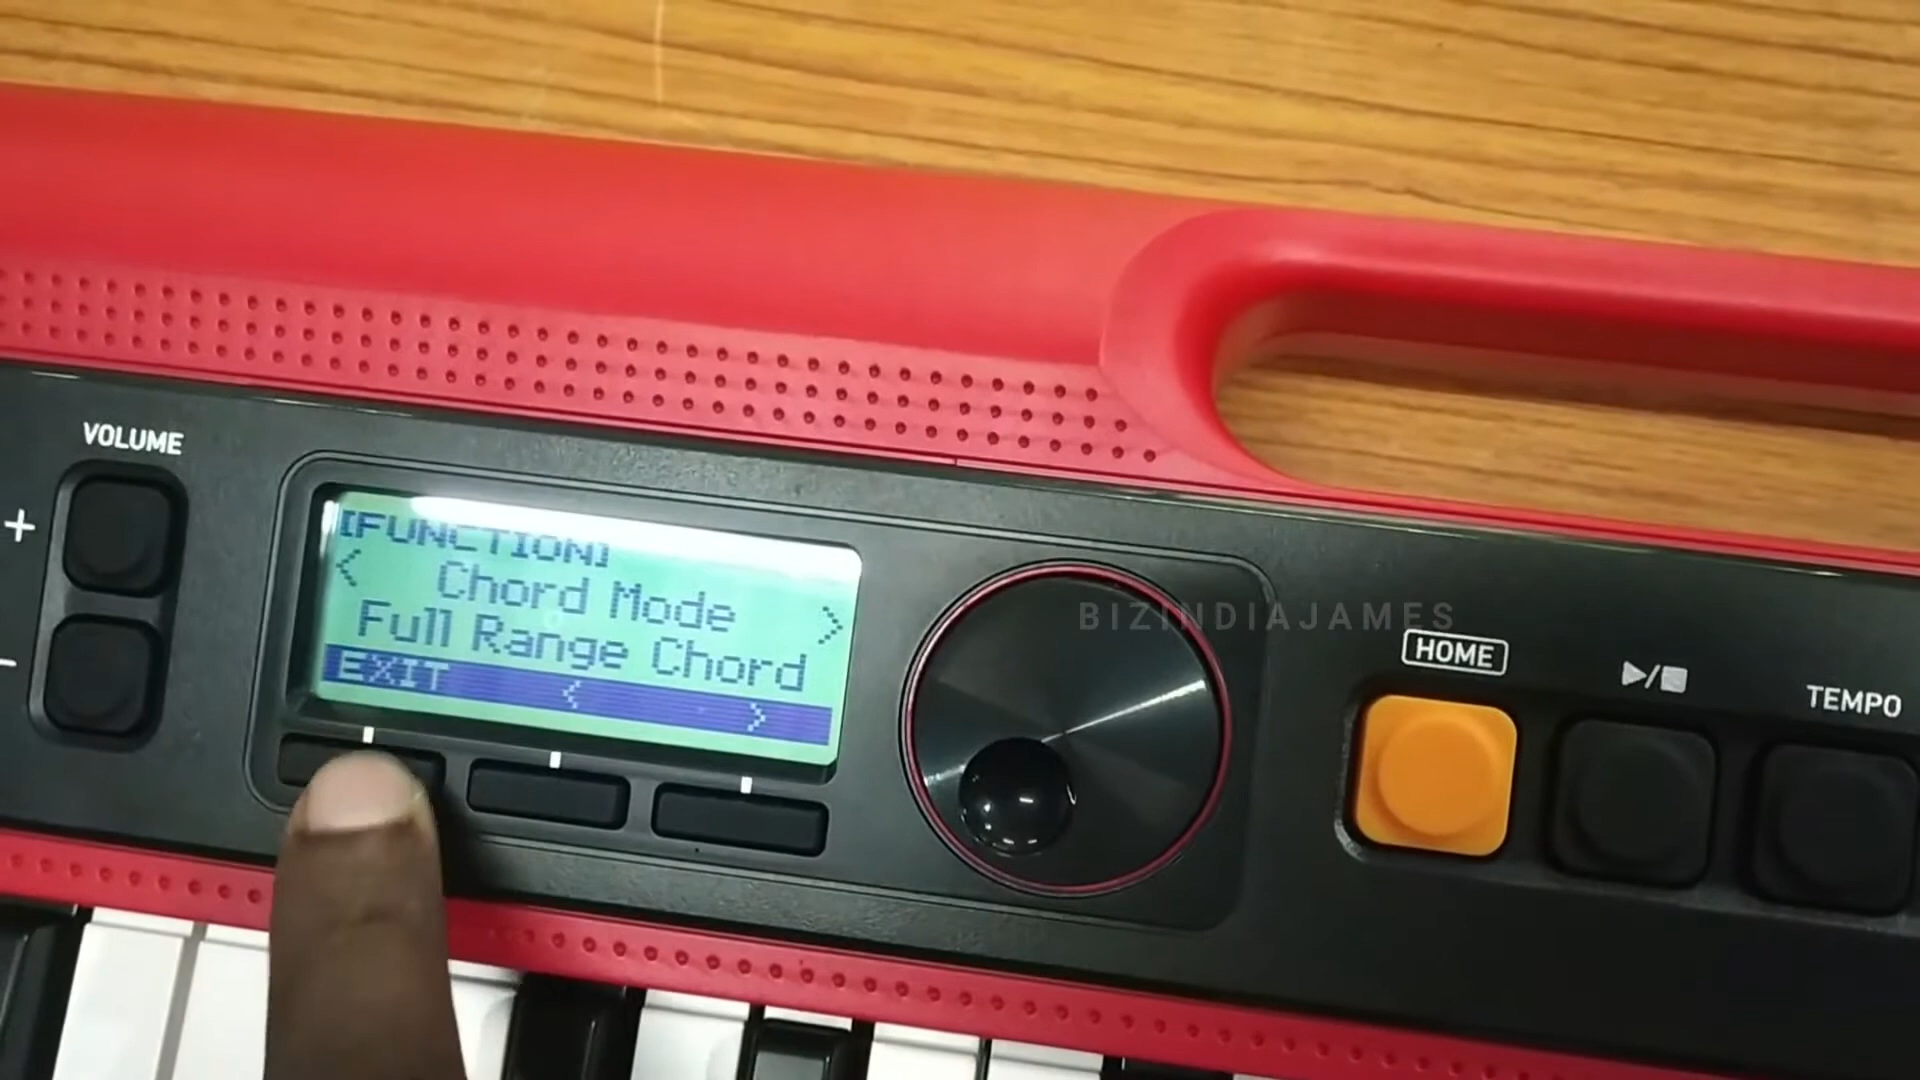 VOLUME
+
-
[FUNCTION]
< Chord Mode >
Full Range Chord
EXIT < >
BIZINDIAJAMES
HOME
▶/■
TEMPO